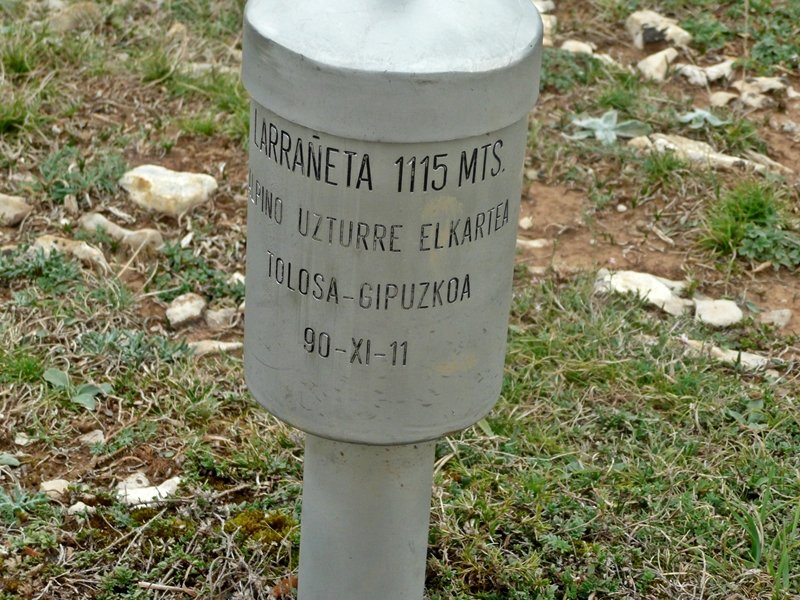 LARRAÑETA 1115 MTS.
ALPINO UZTURRE ELKARTEA
TOLOSA-GIPUZKOA
90-XI-11